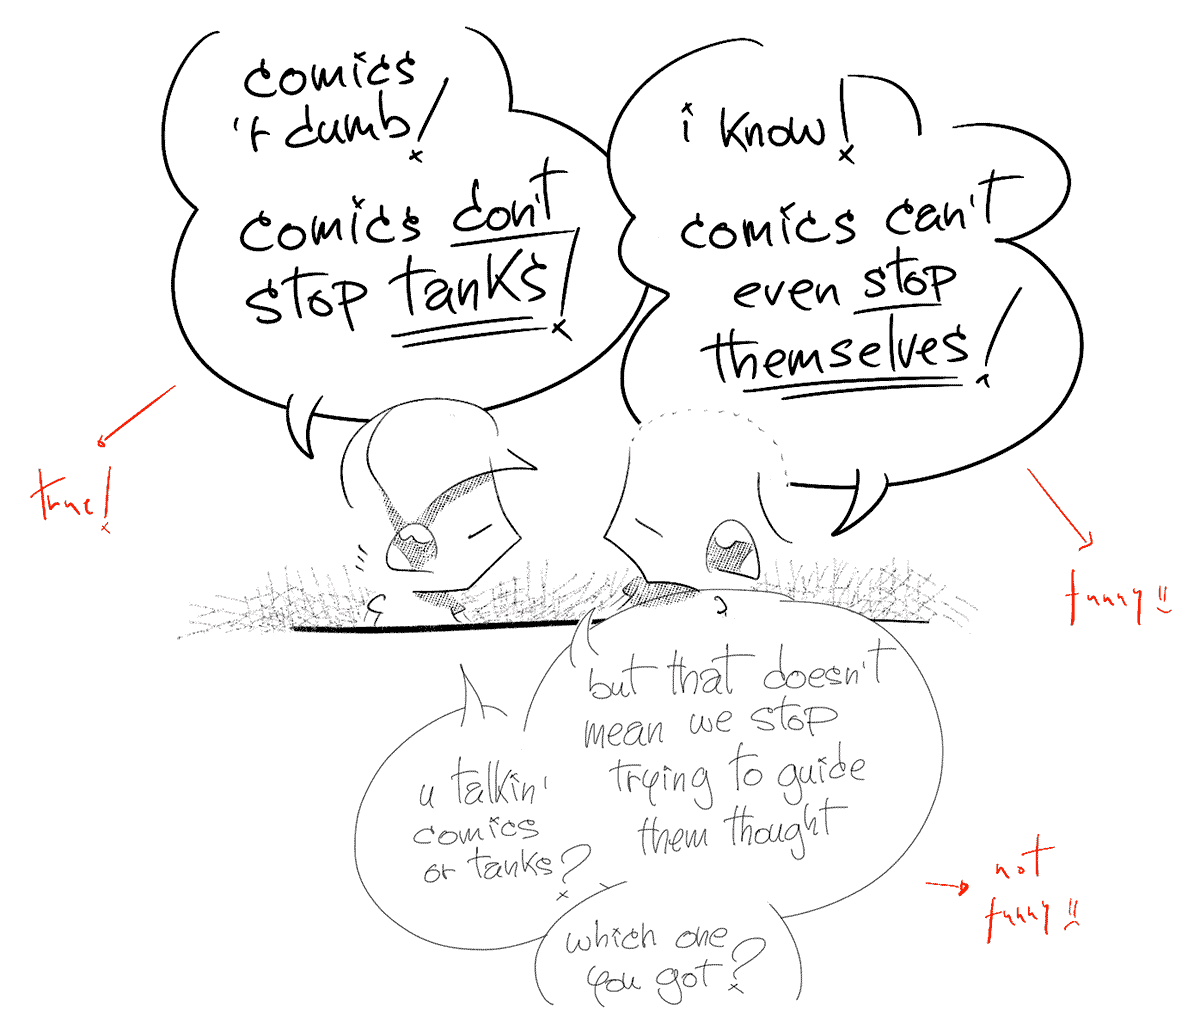 comics
'r dumb!
comics don't
stop tanks!
i know!
comics can't
even stop
themselves!
true!
funny!!
but that doesn't
mean we stop
trying to guide
them thought
u talkin'
comics
or tanks?
which one
you got?
not
funny!!